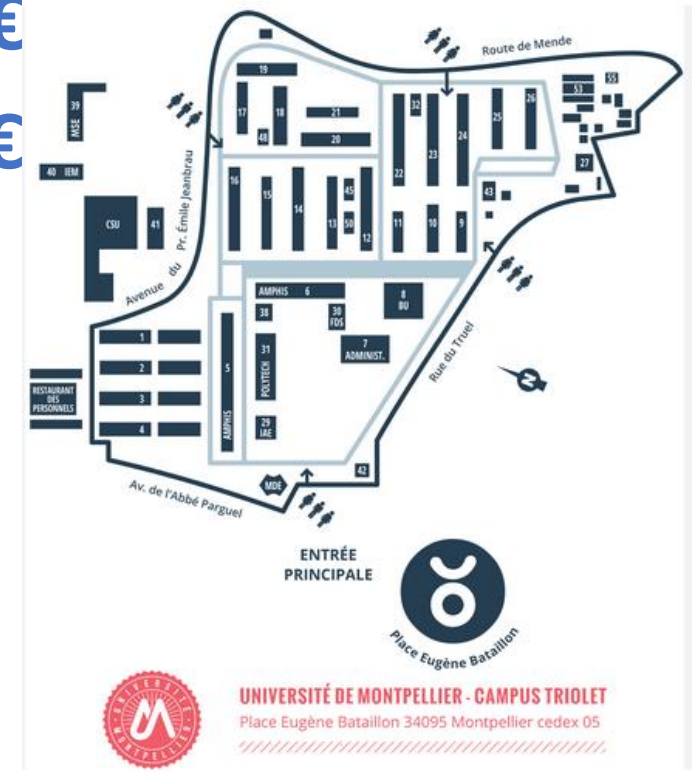 €
€
Route de Mende
19
55
53
39
MSE
17
18
21
32
26
25
48
20
22
23
24
27
40 IEM
Avenue du Pr. Émile Jeanbrau
16
15
14
13
45
50
12
43
CSU
41
11
10
9
AMPHIS 6
38
30
FDS
8
BU
1
2
3
4
5
AMPHIS
31
POLYTECH
7
ADMINIST.
Rue du Truel
N
RESTAURANT
DES
PERSONNELS
29
IAE
42
MDE
Av. de l'Abbé Parguel
ENTRÉE
PRINCIPALE
Place Eugène Bataillon
UNIVERSITÉ DE MONTPELLIER
UNIVERSITÉ DE MONTPELLIER - CAMPUS TRIOLET
Place Eugène Bataillon 34095 Montpellier cedex 05